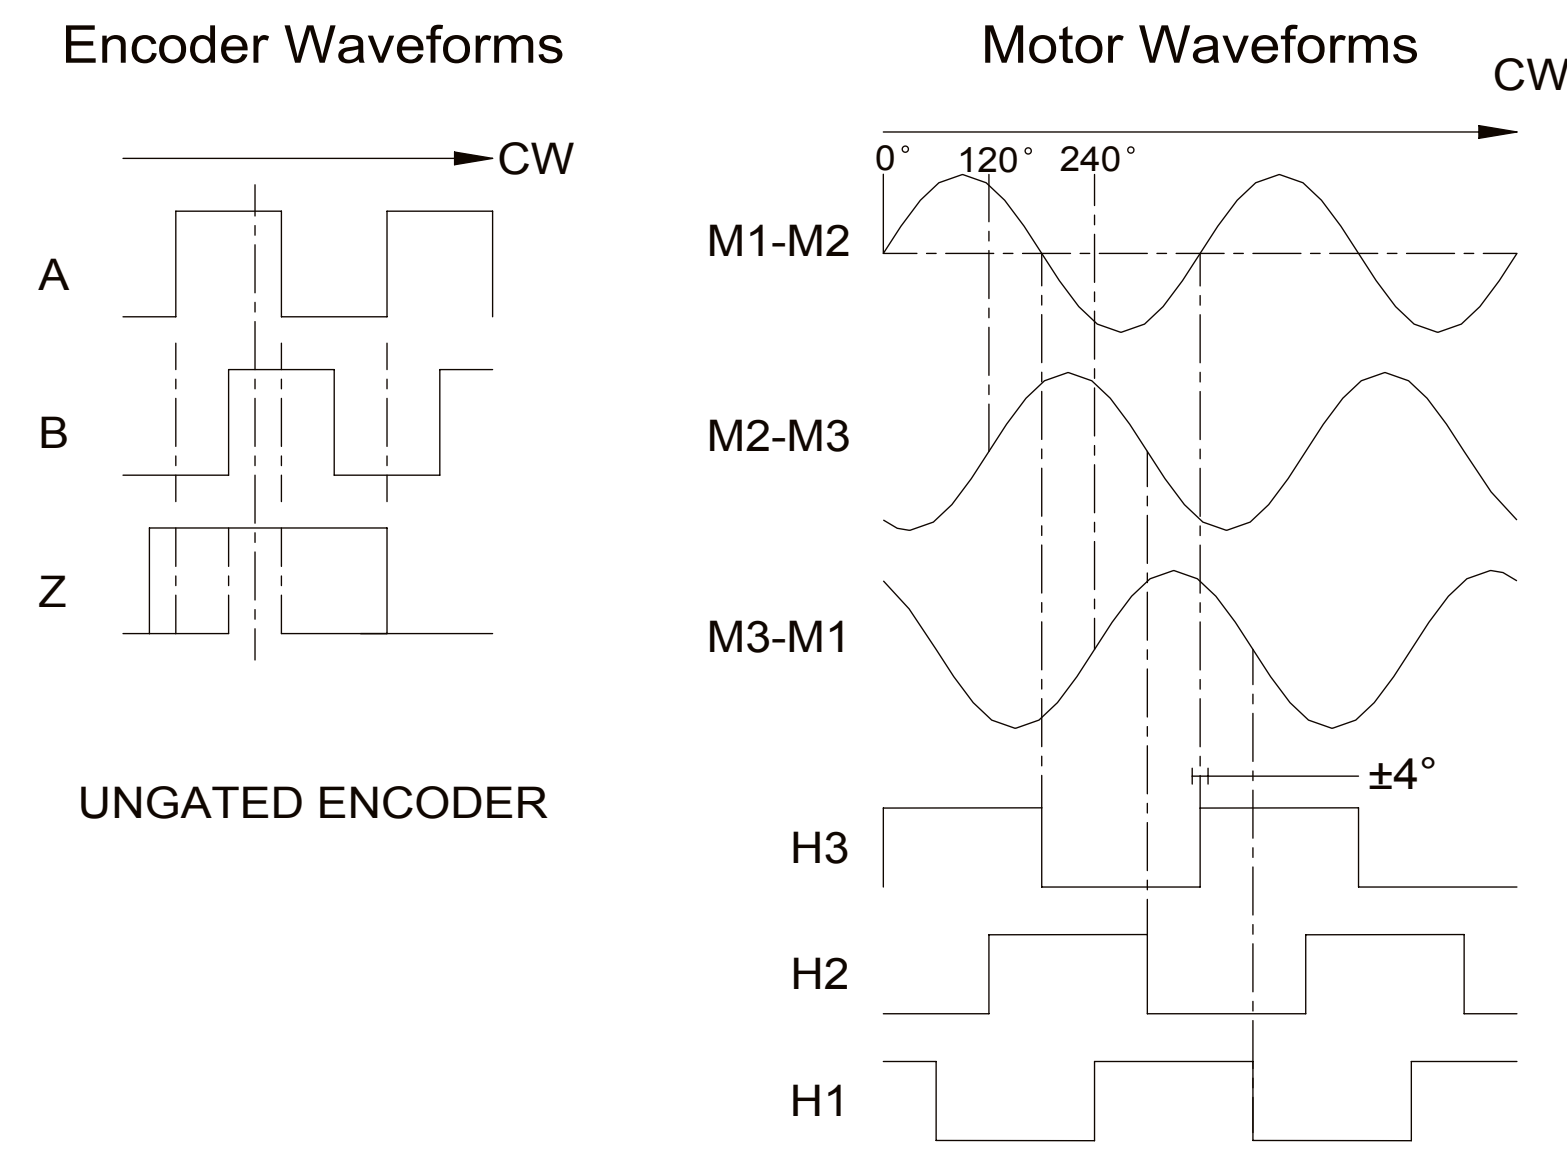 Encoder Waveforms
CW
A
B
Z
UNGATED ENCODER
Motor Waveforms
CW
0° 120° 240°
M1-M2
M2-M3
M3-M1
±4°
H3
H2
H1